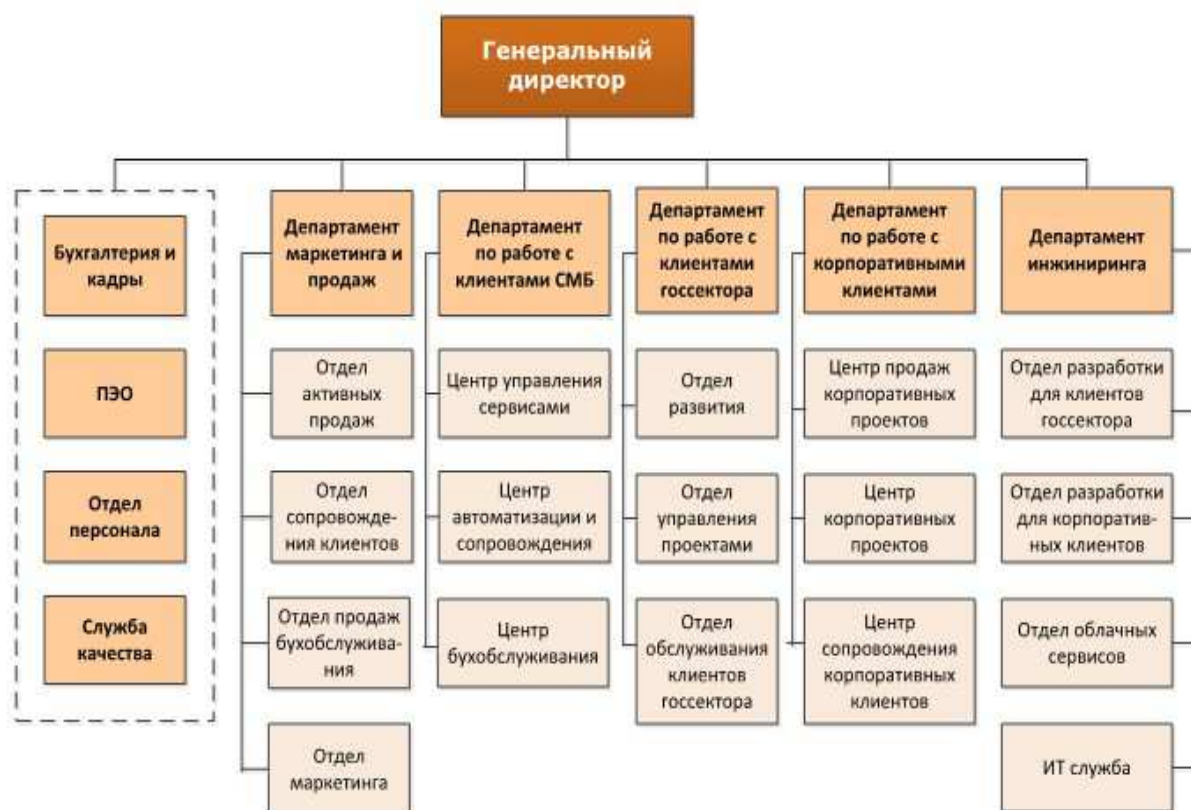 Генеральный
директор
Бухгалтерия и
кадры
ПЭО
Отдел
персонала
Служба
качества
Департамент
маркетинга и
продаж
Отдел
активных
продаж
Отдел
сопровожде-
ния клиентов
Отдел продаж
бухобслужива-
ния
Отдел
маркетинга
Департамент
по работе с
клиентами СМБ
Центр управления
сервисами
Центр
автоматизации и
сопровождения
Центр
бухобслуживания
Департамент
по работе с
клиентами
госсектора
Отдел
развития
Отдел
управления
проектами
Отдел
обслуживания
клиентов
госсектора
Департамент
по работе с
корпоративными
клиентами
Центр продаж
корпоративных
проектов
Центр
корпоративных
проектов
Центр
сопровождения
корпоративных
клиентов
Департамент
инжиниринга
Отдел разработки
для клиентов
госсектора
Отдел разработки
для корпоратив-
ных клиентов
Отдел облачных
сервисов
ИТ служба